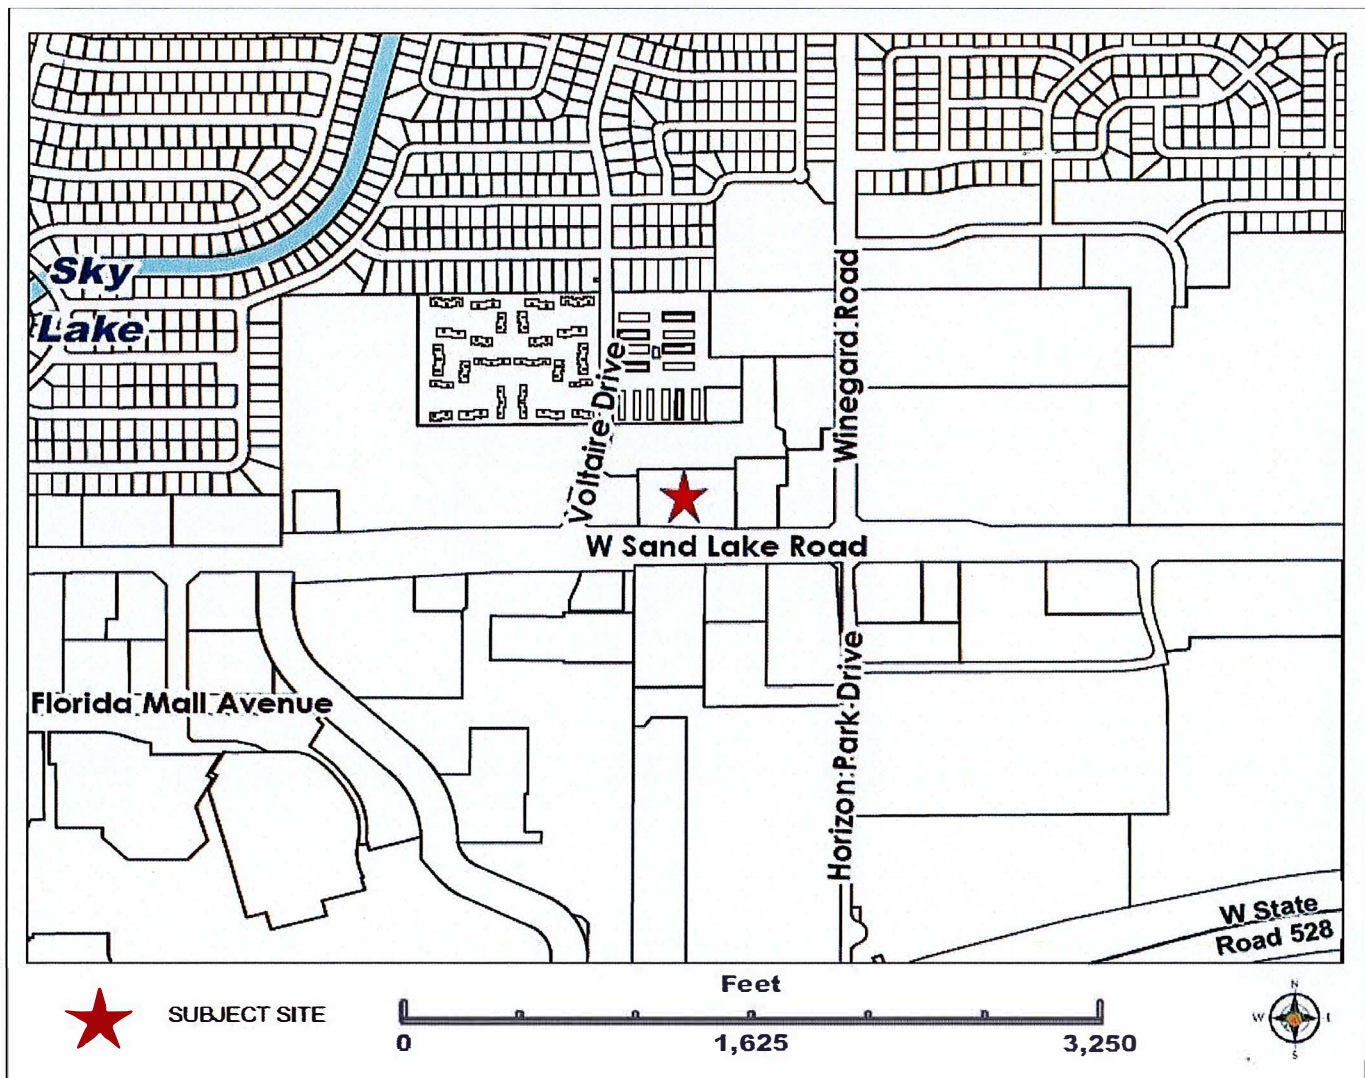 Sky
Lake
Winegard Road
Voltaire Drive
W Sand Lake Road
Florida Mall Avenue
Horizon Park Drive
W State
Road 528
Feet
SUBJECT SITE
0 1,625 3,250
N
W E
S